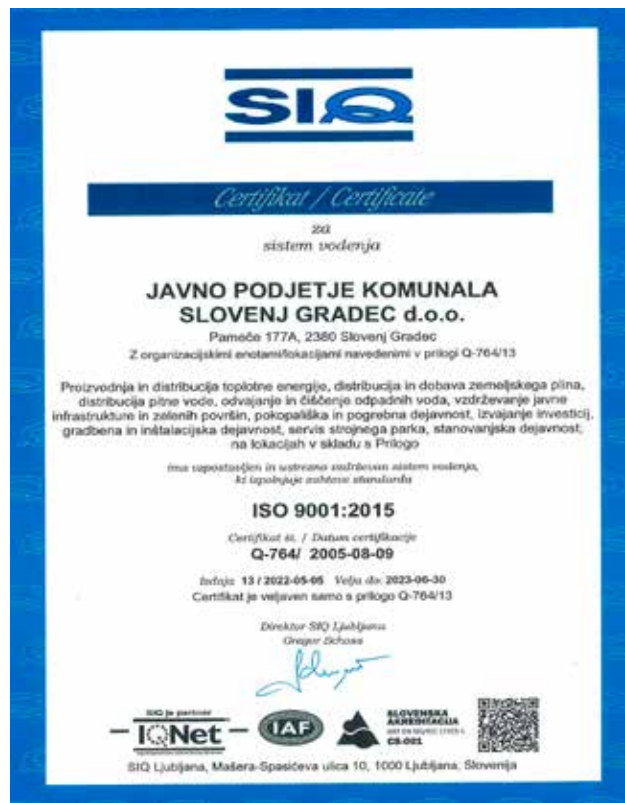 SIQ
Certifikat / Certificate
za
sistem vodenja
JAVNO PODJETJE KOMUNALA
SLOVENJ GRADEC d.o.o.
Pameče 177A, 2380 Slovenj Gradec
Z organizacijskimi enotami/lokacijami navedenimi v prilogi Q-764/13
Proizvodnja in distribucija toplotne energije, distribucija in dobava zemeljskega plina,
distribucija pitne vode, odvajanje in čiščenje odpadnih voda, vzdrževanje javne
infrastrukture in zelenih površin, pokopališka in pogrebna dejavnost, izvajanje investicij,
gradbena in inštalacijska dejavnost, servis strojnega parka, stanovanjska dejavnost,
na lokacijah v skladu s Prilogo
ima vzpostavljen in ustrezno vzdrževan sistem vodenja,
ki izpolnjuje zahteve standarda
ISO 9001:2015
Certifikat št. / Datum certifikacije
Q-764/ 2005-08-09
Izdaja: 13 / 2022-05-05 Velja do: 2023-06-30
Certifikat je veljaven samo s prilogo Q-764/13
Direktor SIQ Ljubljana
Gregor Schoss
SIQ je partner
IQNet
IAF
SLOVENSKA
AKREDITACIJA
CS-001
SIQ Ljubljana, Mašera-Spasićeva ulica 10, 1000 Ljubljana, Slovenija